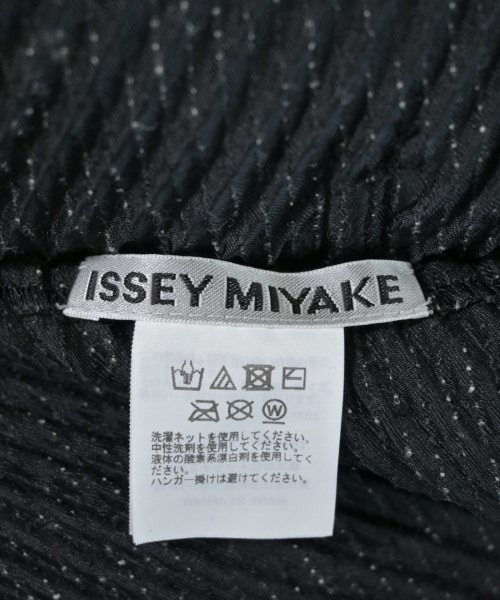 ISSEY MIYAKE
W
洗濯ネットを使用してください。
中性洗剤を使用してください。
液体の酸素系漂白剤を使用してください。
ハンガー掛けは避けてください。